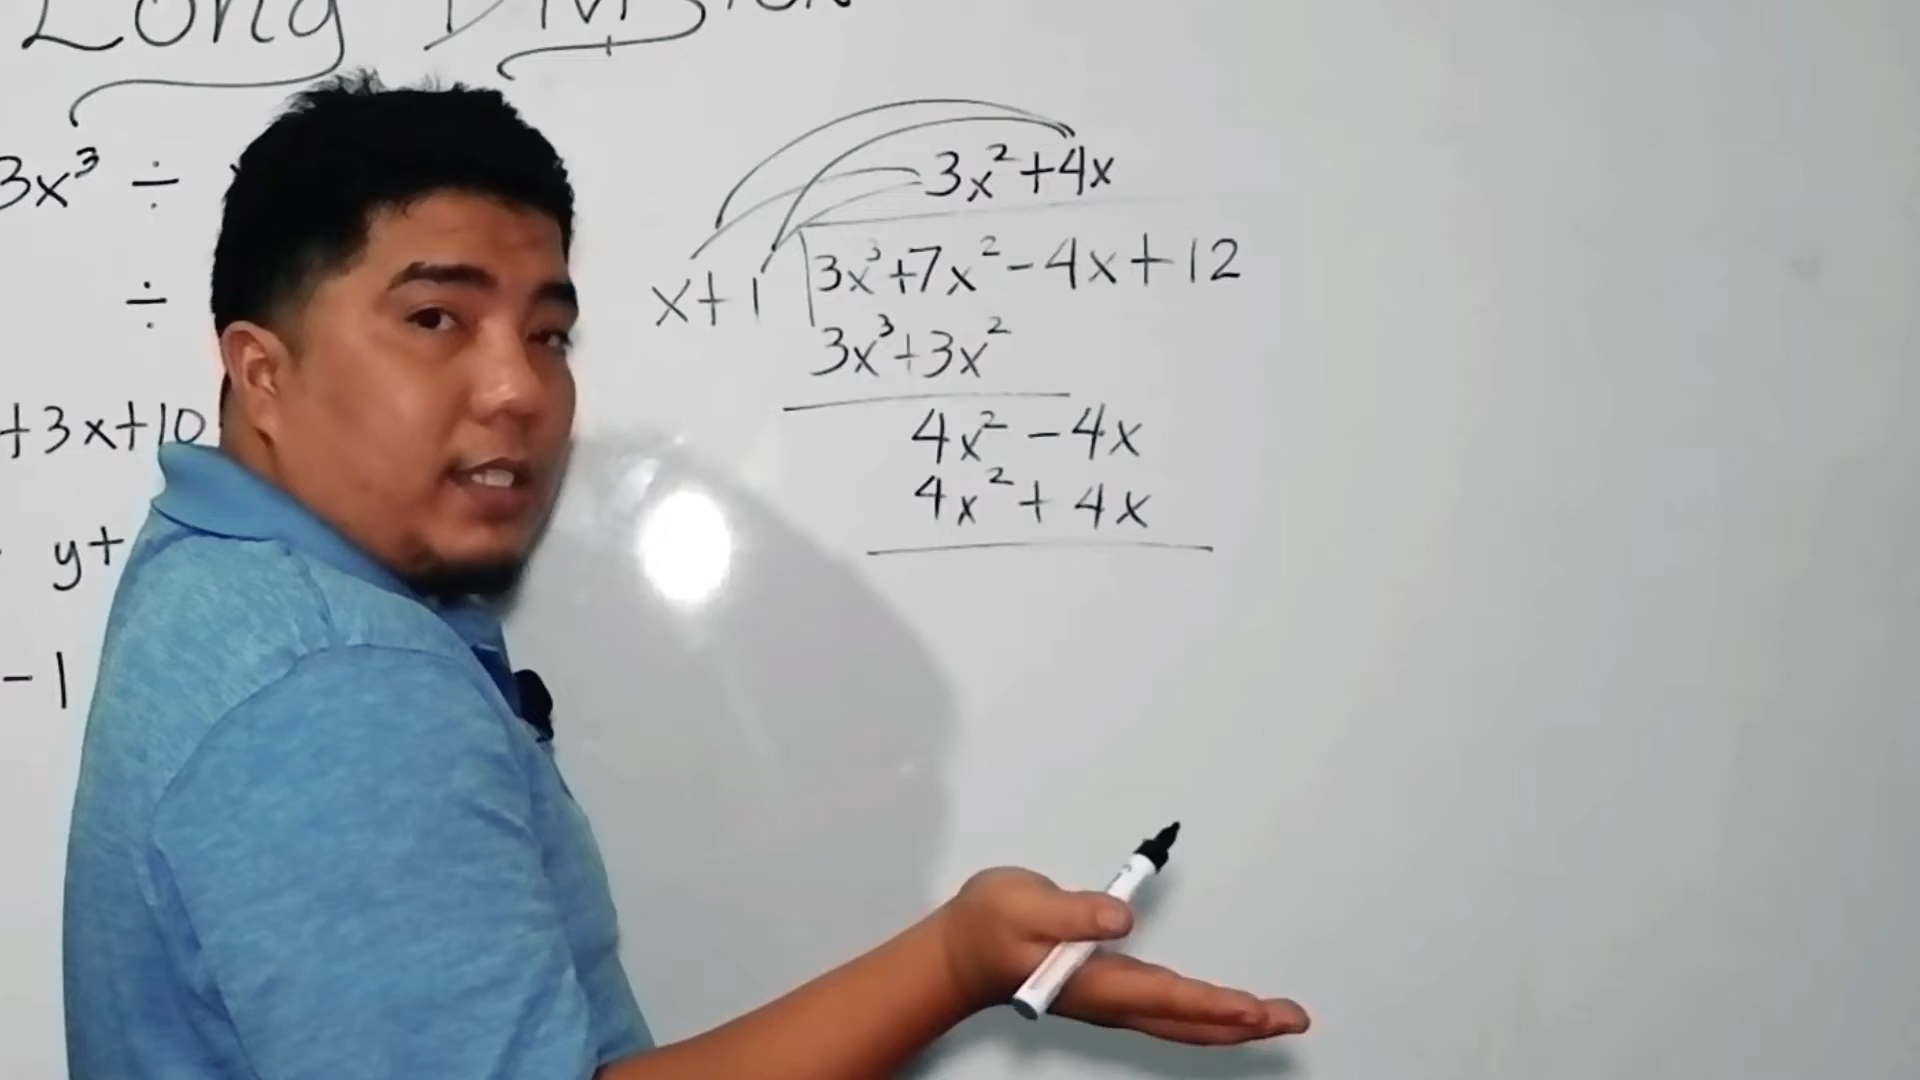 Long Division
3x³ ÷
÷
+3x+10
y+
-1
3x²+4x
x+1 3x³+7x²-4x+12
3x³+3x²
4x²-4x
4x²+4x